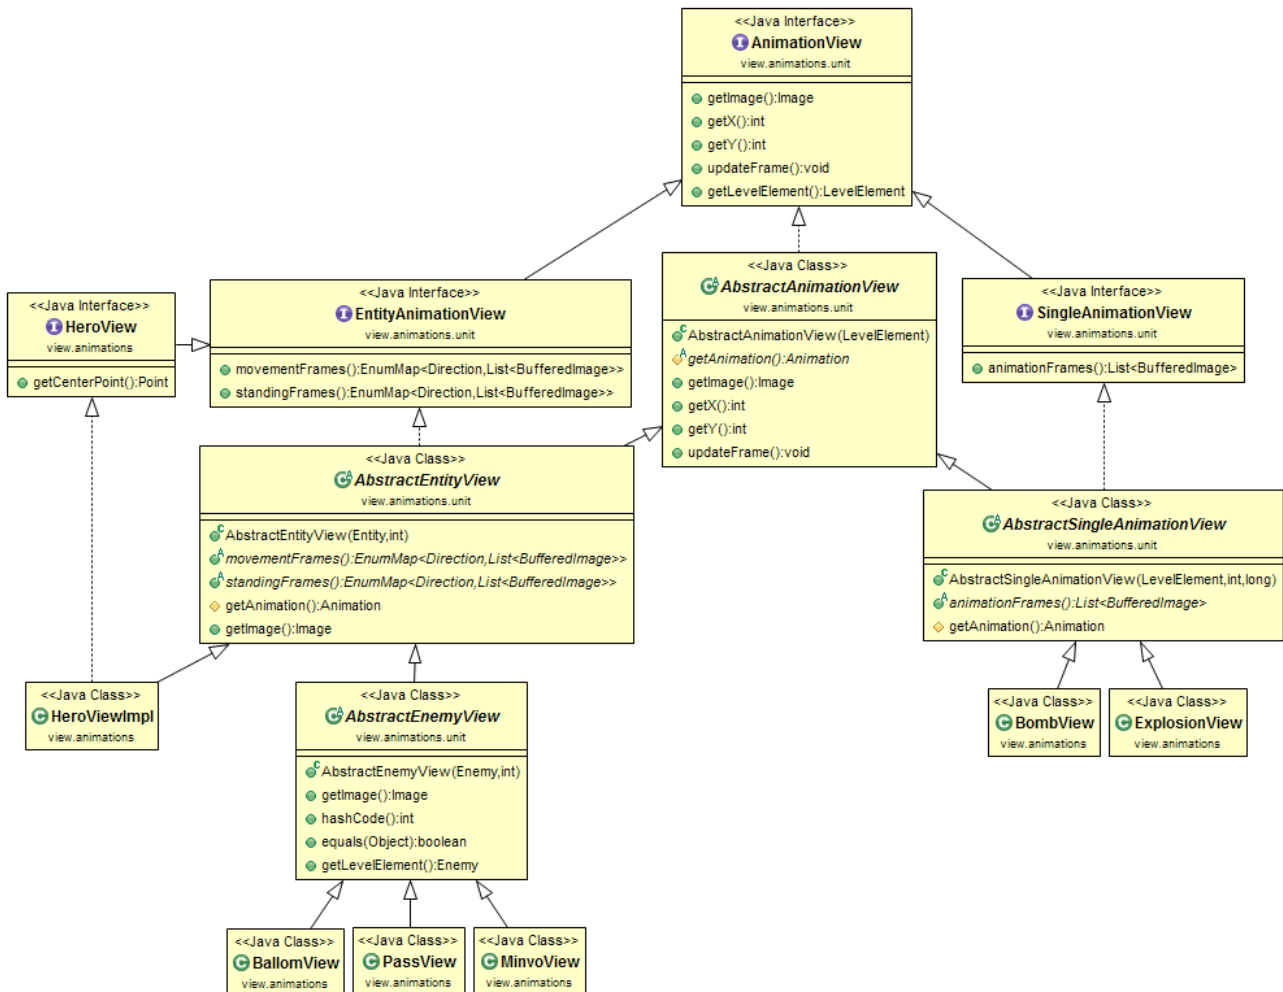 <<Java Interface>>
AnimationView
view.animations.unit
getImage():Image
getX():int
getY():int
updateFrame():void
getLevelElement():LevelElement
<<Java Interface>>
HeroView
view.animations
getCenterPoint():Point
<<Java Interface>>
EntityAnimationView
view.animations.unit
movementFrames():EnumMap<Direction,List<BufferedImage>>
standingFrames():EnumMap<Direction,List<BufferedImage>>
<<Java Class>>
AbstractAnimationView
view.animations.unit
AbstractAnimationView(LevelElement)
getAnimation():Animation
getImage():Image
getX():int
getY():int
updateFrame():void
<<Java Interface>>
SingleAnimationView
view.animations.unit
animationFrames():List<BufferedImage>
<<Java Class>>
AbstractEntityView
view.animations.unit
AbstractEntityView(Entity,int)
movementFrames():EnumMap<Direction,List<BufferedImage>>
standingFrames():EnumMap<Direction,List<BufferedImage>>
getAnimation():Animation
getImage():Image
<<Java Class>>
AbstractSingleAnimationView
view.animations.unit
AbstractSingleAnimationView(LevelElement,int,long)
animationFrames():List<BufferedImage>
getAnimation():Animation
<<Java Class>>
HeroViewImpl
view.animations
<<Java Class>>
AbstractEnemyView
view.animations.unit
AbstractEnemyView(Enemy,int)
getImage():Image
hashCode():int
equals(Object):boolean
getLevelElement():Enemy
<<Java Class>>
BombView
view.animations
<<Java Class>>
ExplosionView
view.animations
<<Java Class>>
BallomView
view.animations
<<Java Class>>
PassView
view.animations
<<Java Class>>
MinvoView
view.animations